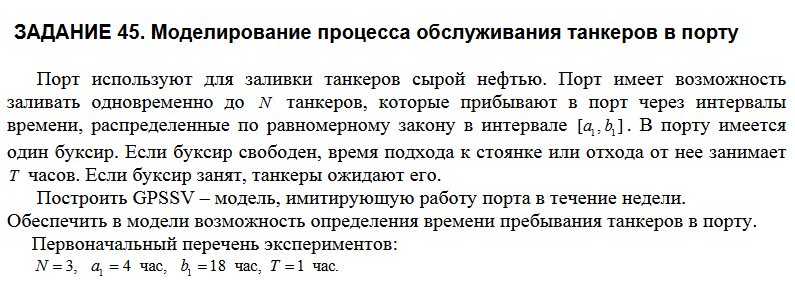 ЗАДАНИЕ 45. Моделирование процесса обслуживания танкеров в порту
Порт используют для заливки танкеров сырой нефтью. Порт имеет возможность
заливать одновременно до N танкеров, которые прибывают в порт через интервалы
времени, распределенные по равномерному закону в интервале [a₁, b₁]. В порту имеется
один буксир. Если буксир свободен, время подхода к стоянке или отхода от нее занимает
T часов. Если буксир занят, танкеры ожидают его.
Построить GPSSV – модель, имитирующую работу порта в течение недели.
Обеспечить в модели возможность определения времени пребывания танкеров в порту.
Первоначальный перечень экспериментов:
N = 3, a₁ = 4 час, b₁ = 18 час, T = 1 час.